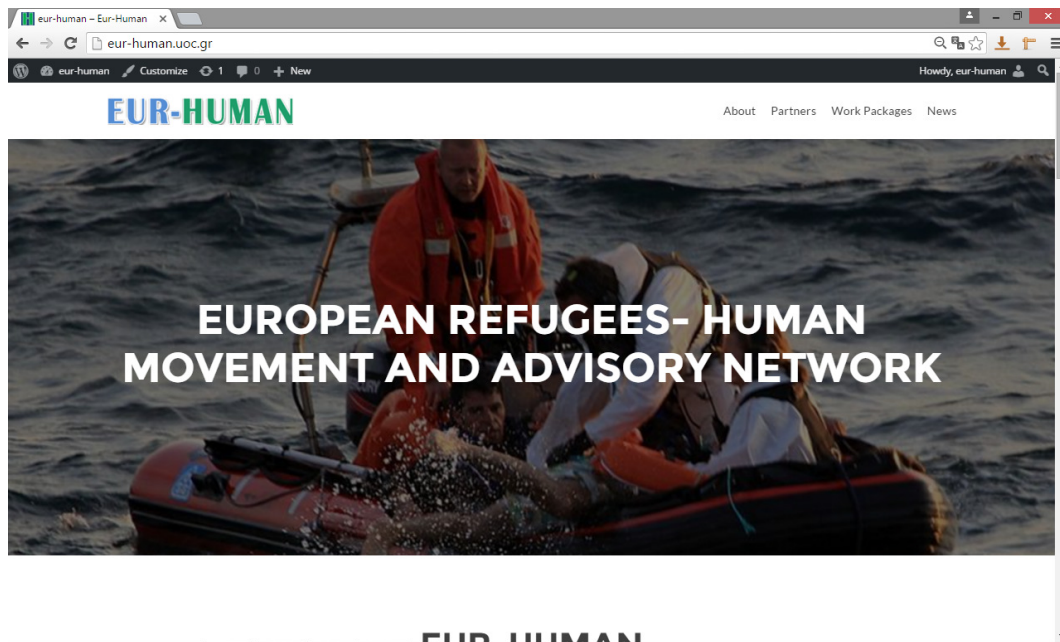 eur-human – Eur-Human
eur-human.uoc.gr
eur-human Customize 1 0 New Howdy, eur-human
EUR-HUMAN
About Partners Work Packages News
EUROPEAN REFUGEES- HUMAN
MOVEMENT AND ADVISORY NETWORK
EUR-HUMAN